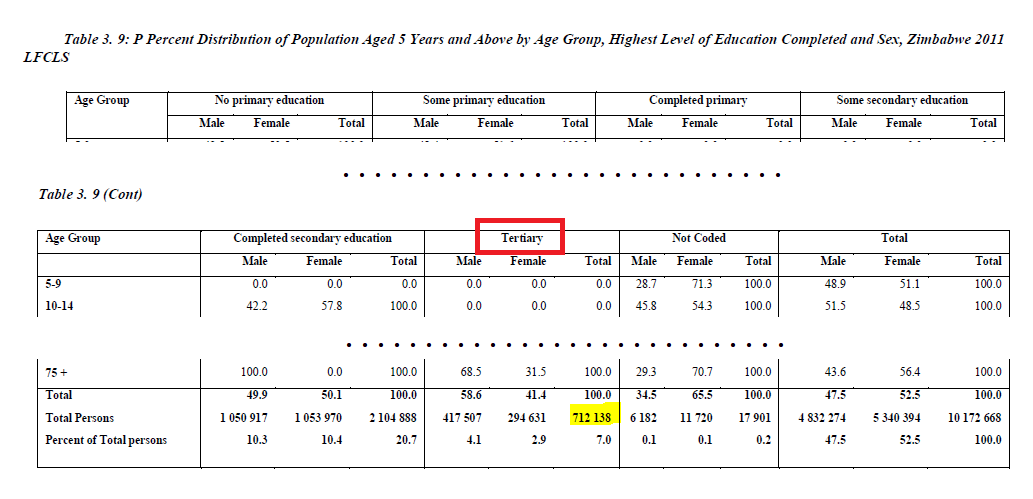 Table 3. 9: P Percent Distribution of Population Aged 5 Years and Above by Age Group, Highest Level of Education Completed and Sex, Zimbabwe 2011
LFCLS
Age Group No primary education Some primary education Completed primary Some secondary education
Male Female Total Male Female Total Male Female Total Male Female Total
Table 3. 9 (Cont)
Age Group Completed secondary education Tertiary Not Coded Total
Male Female Total Male Female Total Male Female Total Male Female Total
5-9 0.0 0.0 0.0 0.0 0.0 0.0 28.7 71.3 100.0 48.9 51.1 100.0
10-14 42.2 57.8 100.0 0.0 0.0 0.0 45.8 54.3 100.0 51.5 48.5 100.0
75 + 100.0 0.0 100.0 68.5 31.5 100.0 29.3 70.7 100.0 43.6 56.4 100.0
Total 49.9 50.1 100.0 58.6 41.4 100.0 34.5 65.5 100.0 47.5 52.5 100.0
Total Persons 1 050 917 1 053 970 2 104 888 417 507 294 631 712 138 6 182 11 720 17 901 4 832 274 5 340 394 10 172 668
Percent of Total persons 10.3 10.4 20.7 4.1 2.9 7.0 0.1 0.1 0.2 47.5 52.5 100.0